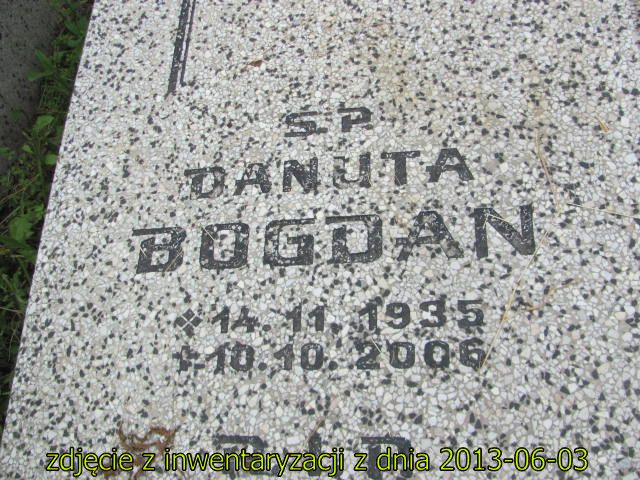 Ś.P.
DANUTA
BOGDAN
* 14.11.1935
+ 10.10.2006
R.I.P.
zdjęcie z inwentaryzacji z dnia 2013-06-03